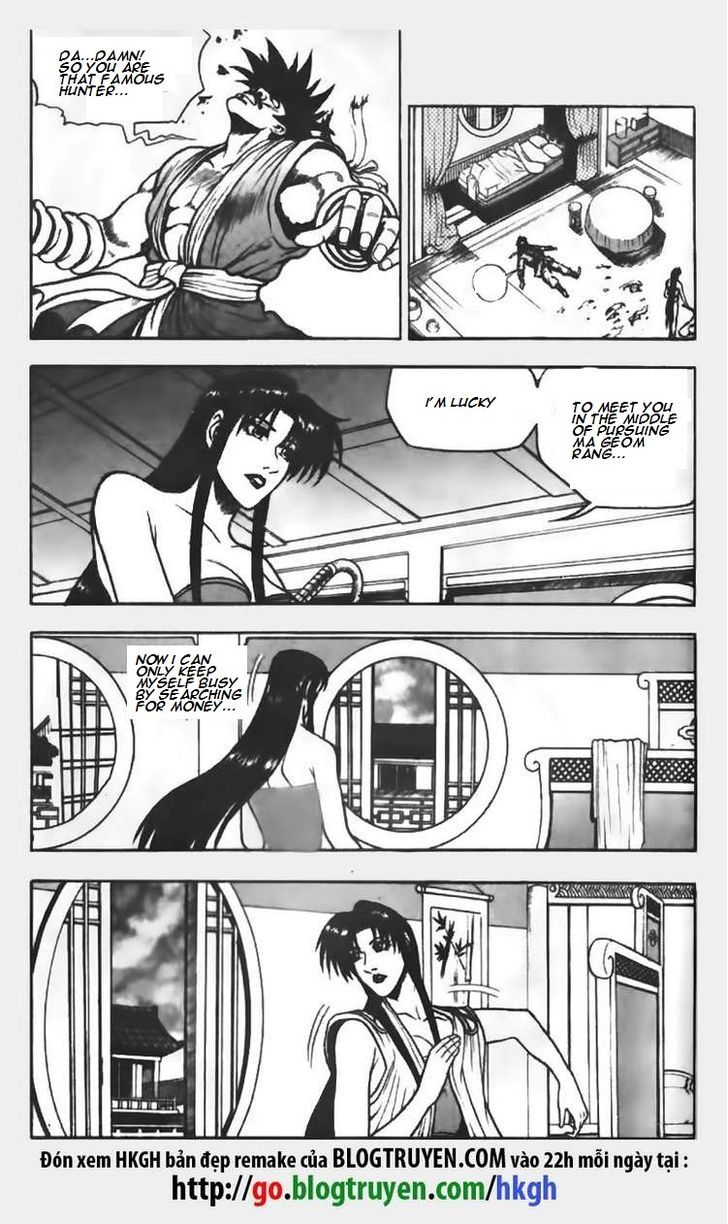 DA...DAMN!
SO YOU ARE
THAT FAMOUS
HUNTER...
I'M LUCKY
TO MEET YOU
IN THE MIDDLE
OF PURSUING
MA GEOM
RANG...
NOW I CAN
ONLY KEEP
MYSELF BUSY
BY SEARCHING
FOR MONEY...
Đón xem HKGH bản đẹp remake của BLOGTRUYEN.COM vào 22h mỗi ngày tại :
http://go.blogtruyen.com/hkgh